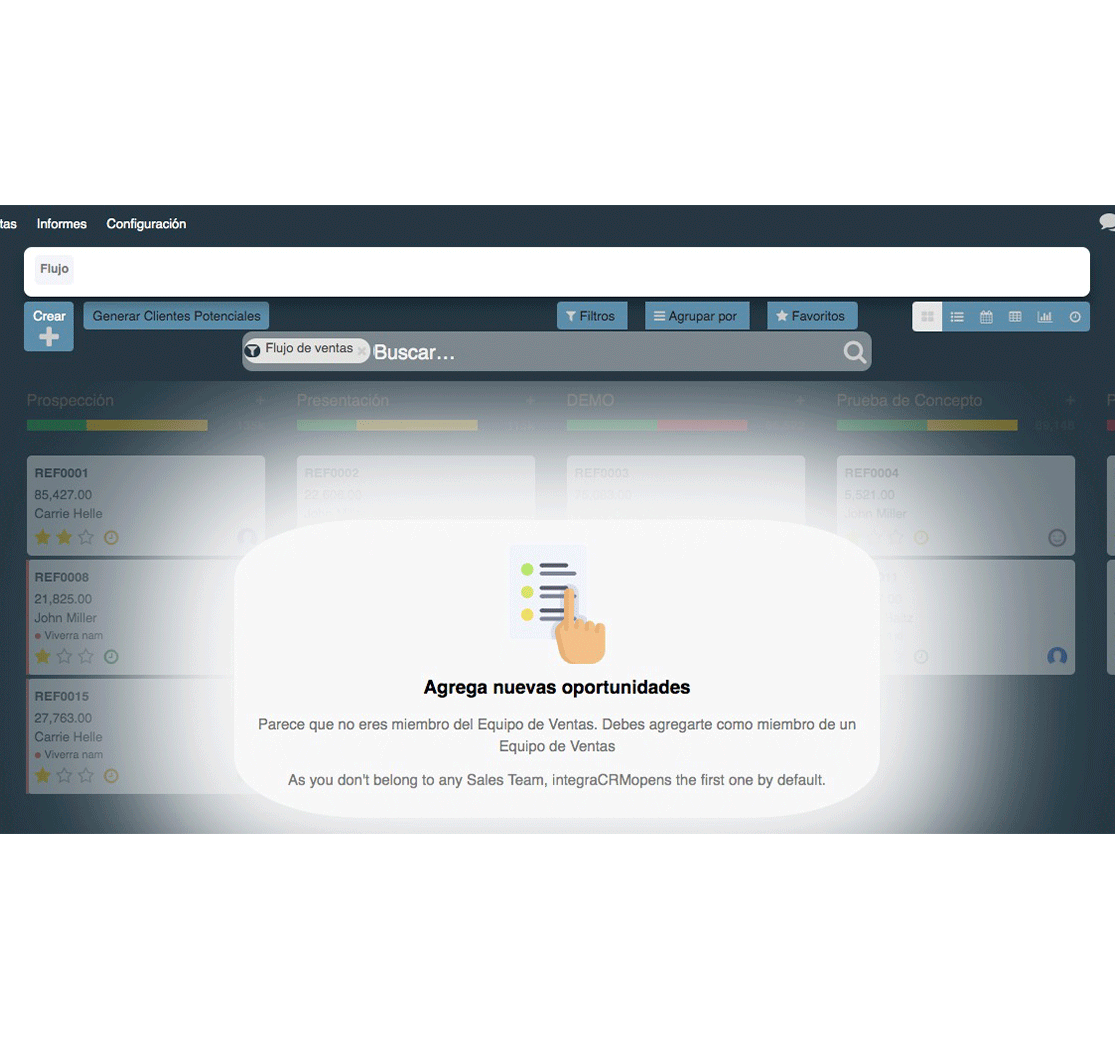 tas Informes Configuración
Flujo
Crear
Generar Clientes Potenciales
Filtros
Agrupar por
Favoritos
Flujo de ventas × Buscar...
Prospección +
Presentación +
DEMO +
Prueba de Concepto +
REF0001
85,427.00
Carrie Helle
REF0002
REF0003
REF0004
5,521.00
John Miller
REF0008
21,825.00
John Miller
Viverra nam
REF0015
27,763.00
Carrie Helle
Viverra nam
Agrega nuevas oportunidades
Parece que no eres miembro del Equipo de Ventas. Debes agregarte como miembro de un
Equipo de Ventas
As you don't belong to any Sales Team, integraCRMopens the first one by default.